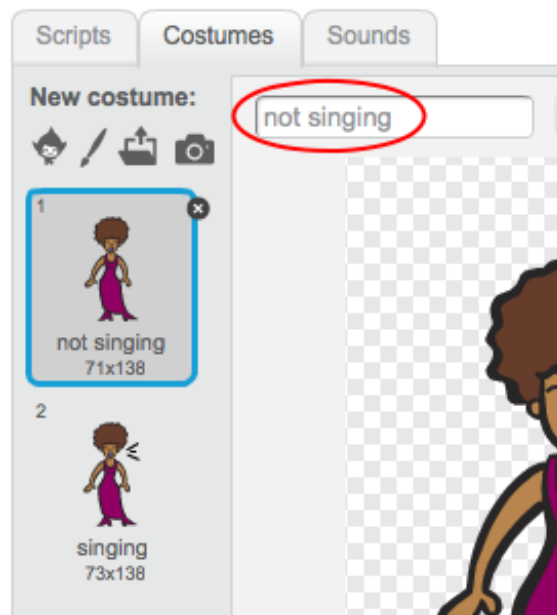 Scripts
Costumes
Sounds
New costume:
not singing
1
not singing
71x138
2
singing
73x138